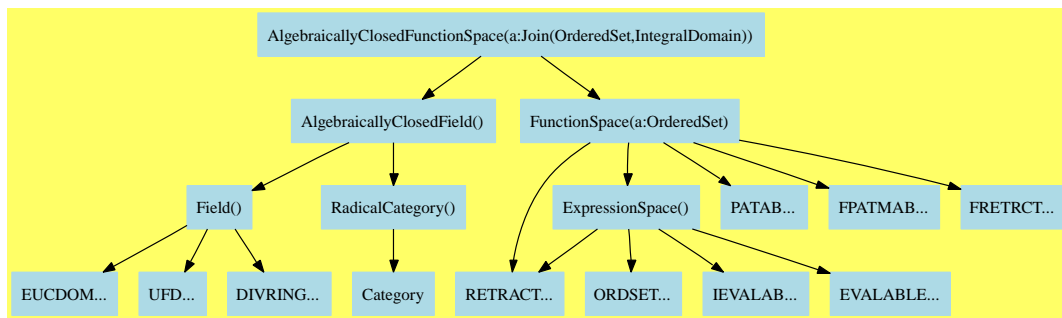 AlgebraicallyClosedFunctionSpace(a:Join(OrderedSet,IntegralDomain))
AlgebraicallyClosedField()
FunctionSpace(a:OrderedSet)
Field()
RadicalCategory()
ExpressionSpace()
PATAB...
FPATMAB...
FRETRCT...
EUCDOM...
UFD...
DIVRING...
Category
RETRACT...
ORDSET...
IEVALAB...
EVALABLE...